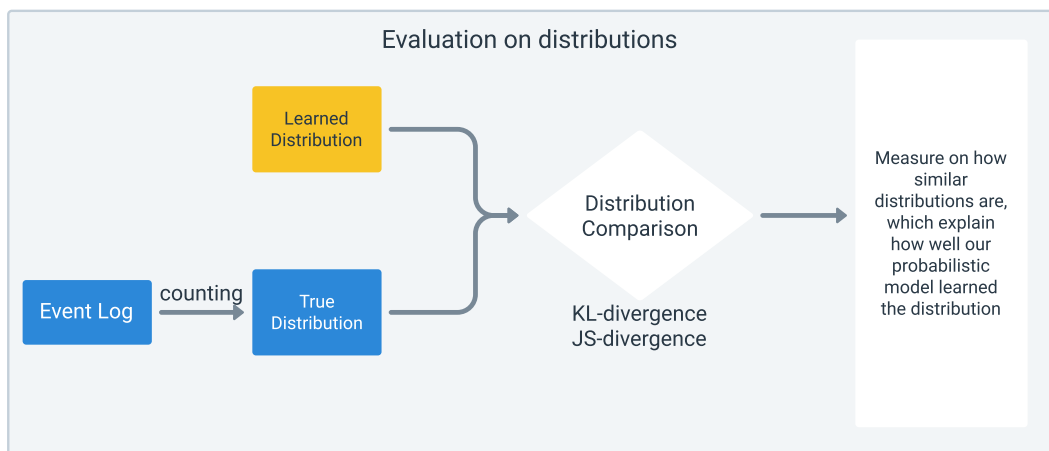 Evaluation on distributions
Learned
Distribution
Event Log
counting
True
Distribution
Distribution
Comparison
KL-divergence
JS-divergence
Measure on how
similar
distributions are,
which explain
how well our
probabilistic
model learned
the distribution